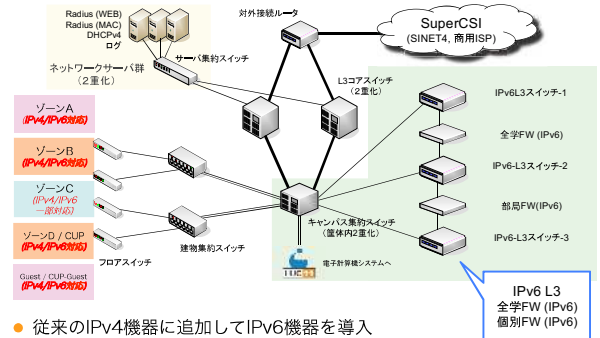 Radius (WEB)
Radius (MAC)
DHCPv4
ログ
ネットワークサーバ群
(2重化)
サーバ集約スイッチ
対外接続ルータ
SuperCSI
(SINET4, 商用ISP)
L3コアスイッチ
(2重化)
IPv6L3スイッチ-1
全学FW (IPv6)
IPv6-L3スイッチ-2
部局FW(IPv6)
IPv6-L3スイッチ-3
ゾーンA
(IPv4/IPv6対応)
ゾーンB
(IPv4/IPv6対応)
ゾーンC
(IPv4/IPv6
一部対応)
ゾーンD / CUP
(IPv4/IPv6対応)
Guest / CUP-Guest
(IPv4/IPv6対応)
フロアスイッチ
建物集約スイッチ
キャンパス集約スイッチ
(筐体内2重化)
電子計算機システムへ
IPv6 L3
全学FW (IPv6)
個別FW (IPv6)
● 従来のIPv4機器に追加してIPv6機器を導入